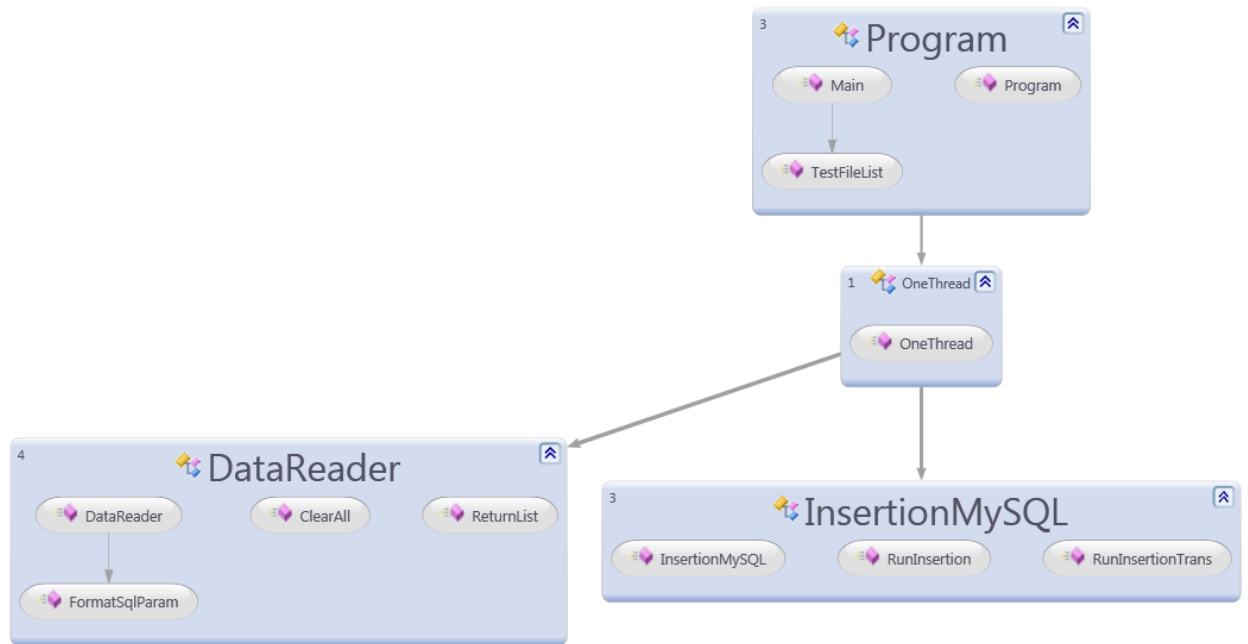 3
Program
Main
Program
TestFileList
1
OneThread
OneThread
4
DataReader
DataReader
ClearAll
ReturnList
FormatSqlParam
3
InsertionMySQL
InsertionMySQL
RunInsertion
RunInsertionTrans